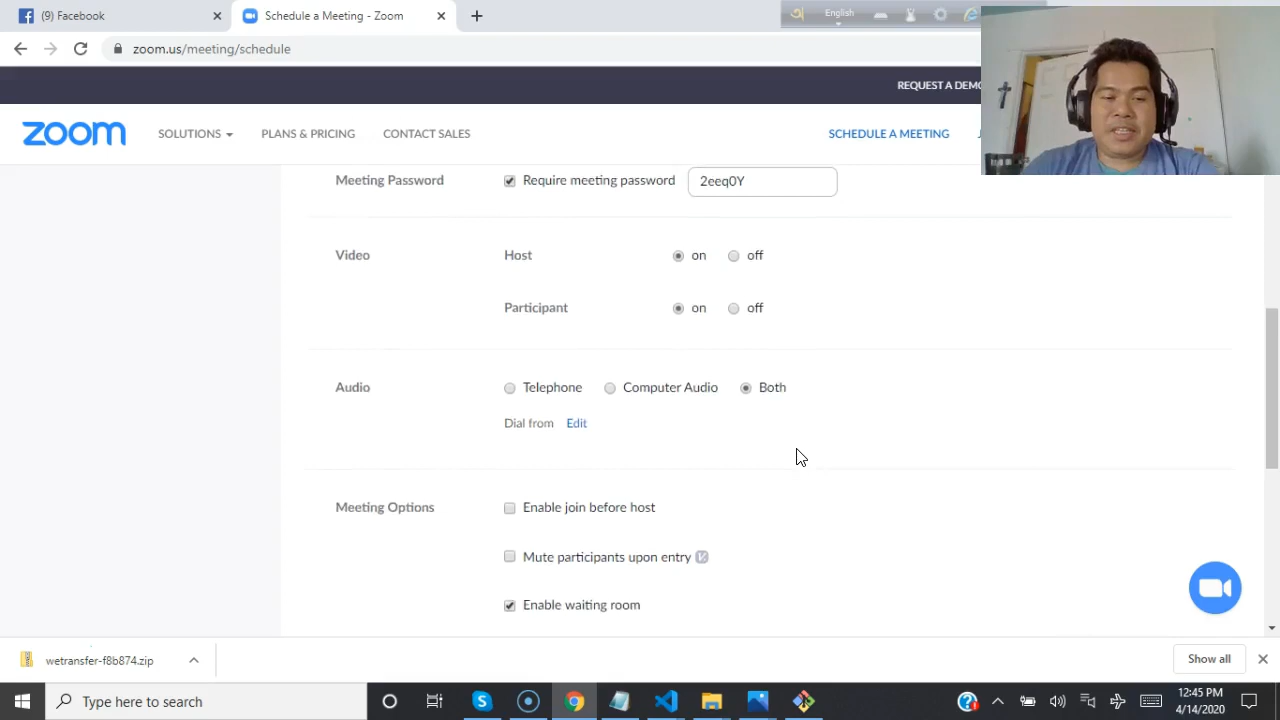 (9) Facebook
Schedule a Meeting - Zoom
English
zoom.us/meeting/schedule
REQUEST A DEMO
zoom
SOLUTIONS
PLANS & PRICING
CONTACT SALES
SCHEDULE A MEETING
Meeting Password
Require meeting password
2eeq0Y
Video
Host
on
off
Participant
on
off
Audio
Telephone
Computer Audio
Both
Dial from
Edit
Meeting Options
Enable join before host
Mute participants upon entry
Enable waiting room
wetransfer-f8b874.zip
Show all
Type here to search
12:45 PM
4/14/2020